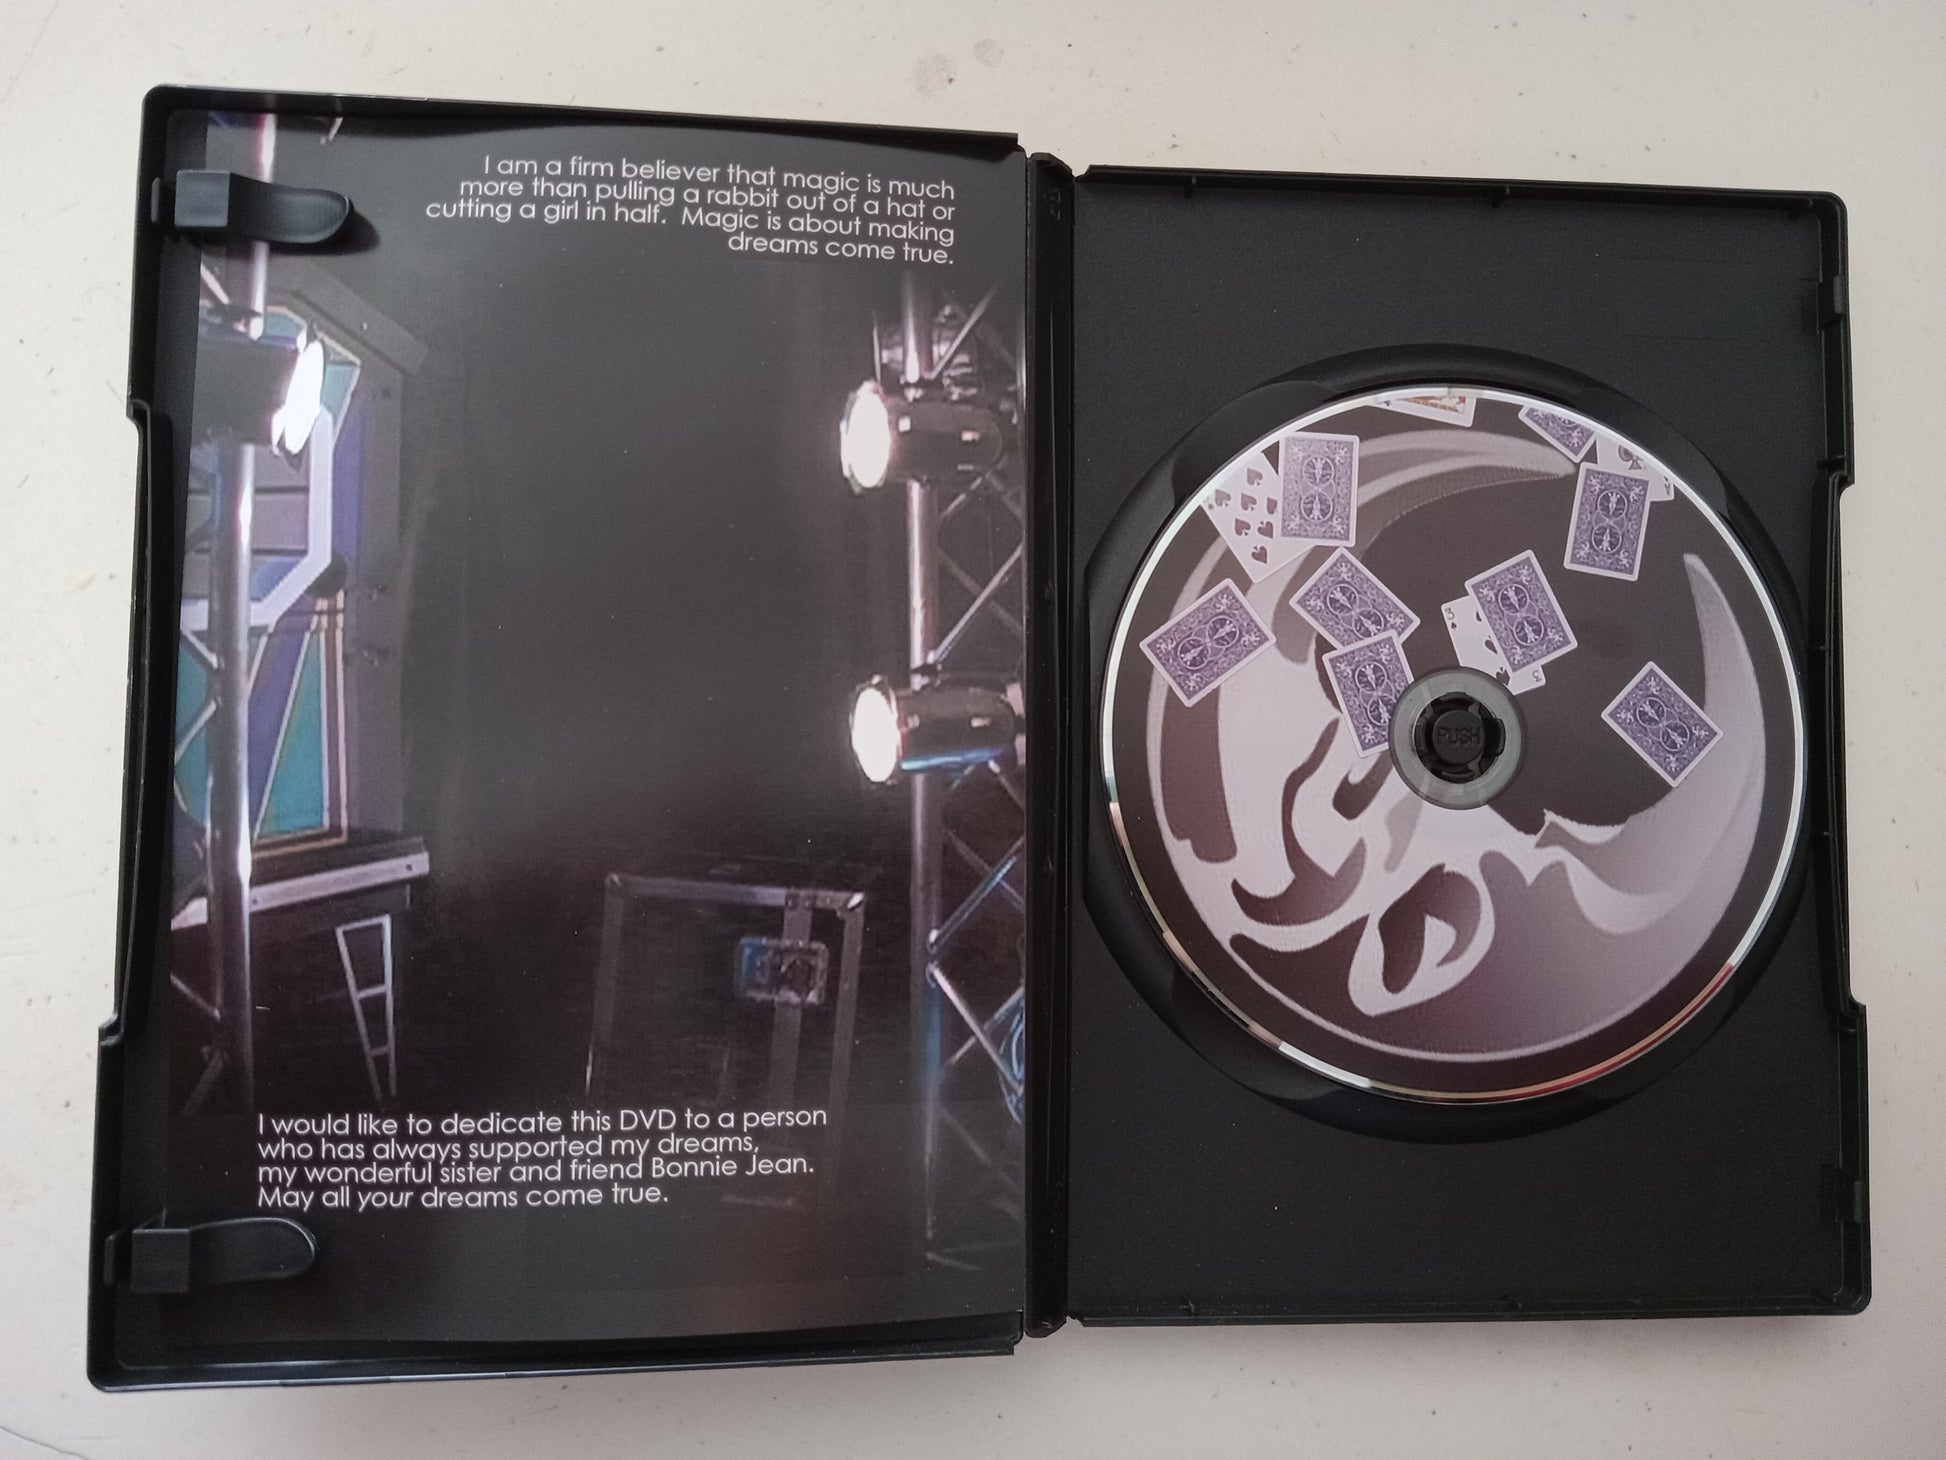 I am a firm believer that magic is much
more than pulling a rabbit out of a hat or
cutting a girl in half.  Magic is about making
dreams come true.
I would like to dedicate this DVD to a person
who has always supported my dreams,
my wonderful sister and friend Bonnie Jean.
May all your dreams come true.
3
3
A
PUSH